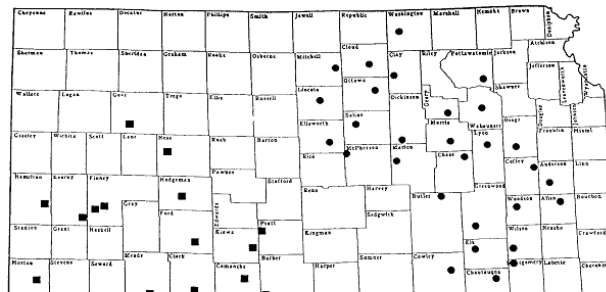 Cheyenne Rawlins Decatur Norton Phillips Smith Jewell Republic Washington Marshall Nemaha Brown Doniphan
Cloud Atchison
Sherman Thomas Sheridan Graham Rooks Osborne Mitchell Clay Riley Pottawatomie Jackson
Ottawa Jefferson Leavenworth Wyandotte
Lincoln Shawnee
Wallace Logan Gove Trego Ellis Russell Dickinson Geary
Saline Wabaunsee Douglas Johnson
Ellsworth Morris Lyon Osage Franklin Miami
Greeley Wichita Scott Lane Ness Rush Barton
Rice McPherson Marion Chase Coffey Anderson Linn
Pawnee
Hamilton Kearny Finney Hodgeman Stafford
Reno Harvey Butler Greenwood
Gray Edwards Woodson Allen Bourbon
Ford Sedgwick
Pratt
Stanton Grant Haskell Kiowa Kingman Elk Wilson Neosho Crawford
Meade Clark Comanche Barber Sumner Cowley
Morton Stevens Seward Harper Chautauqua Montgomery Labette Cherokee